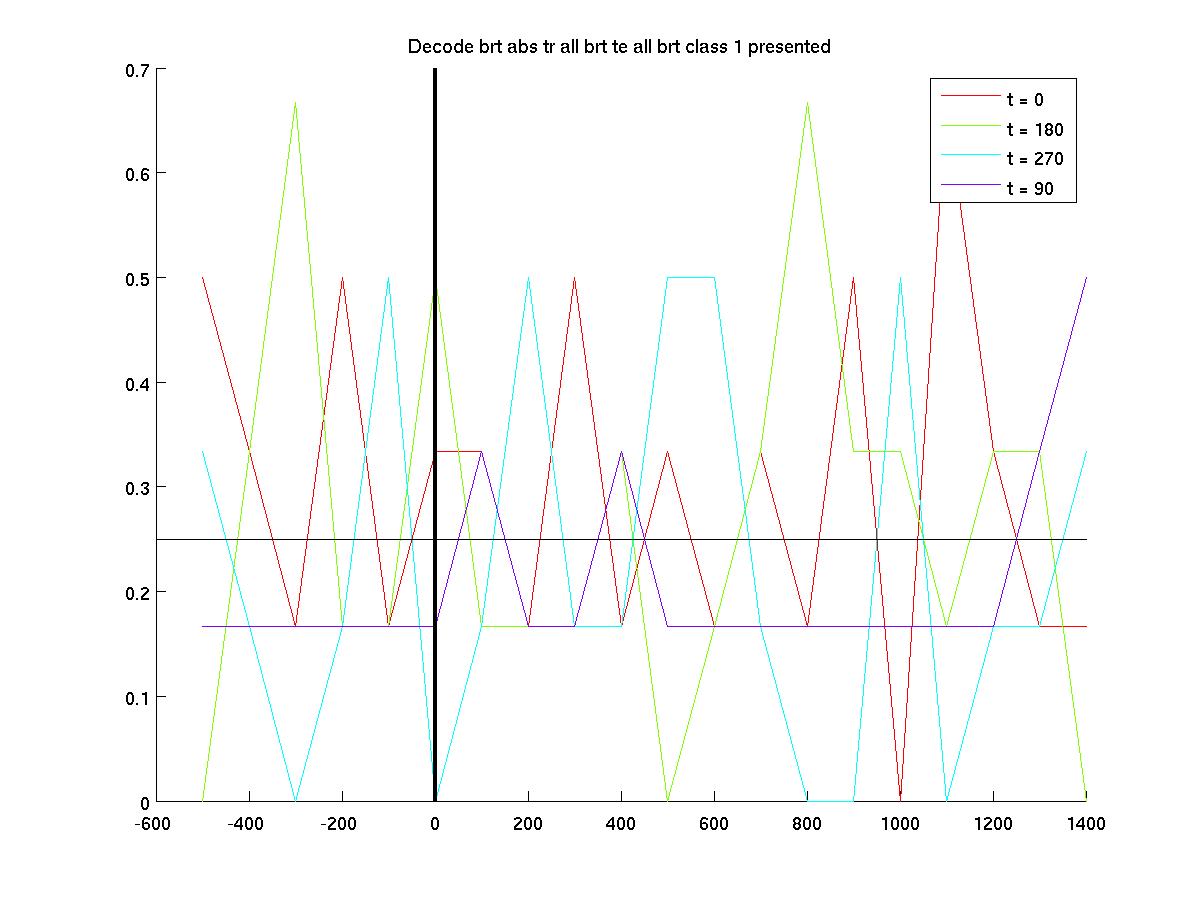 Decode brt abs tr all brt te all brt class 1 presented
t = 0
t = 180
t = 270
t = 90
0.7
0.6
0.5
0.4
0.3
0.2
0.1
0
-600 -400 -200 0 200 400 600 800 1000 1200 1400